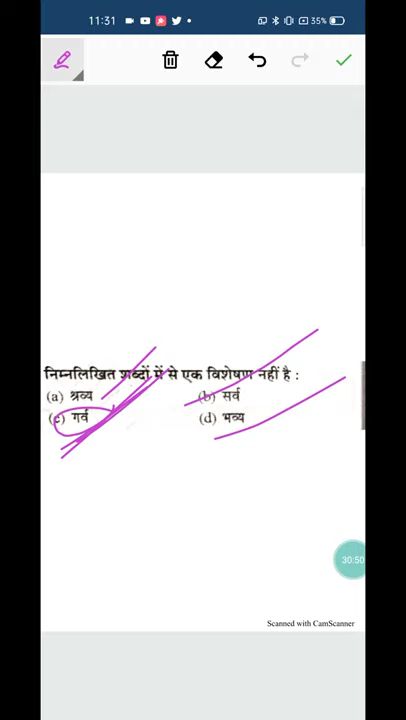 11:31
35%
निम्नलिखित शब्दों में से एक विशेषण नहीं है :
(a) श्रव्य (b) सर्व
(c) गर्व (d) भव्य
30:50
Scanned with CamScanner